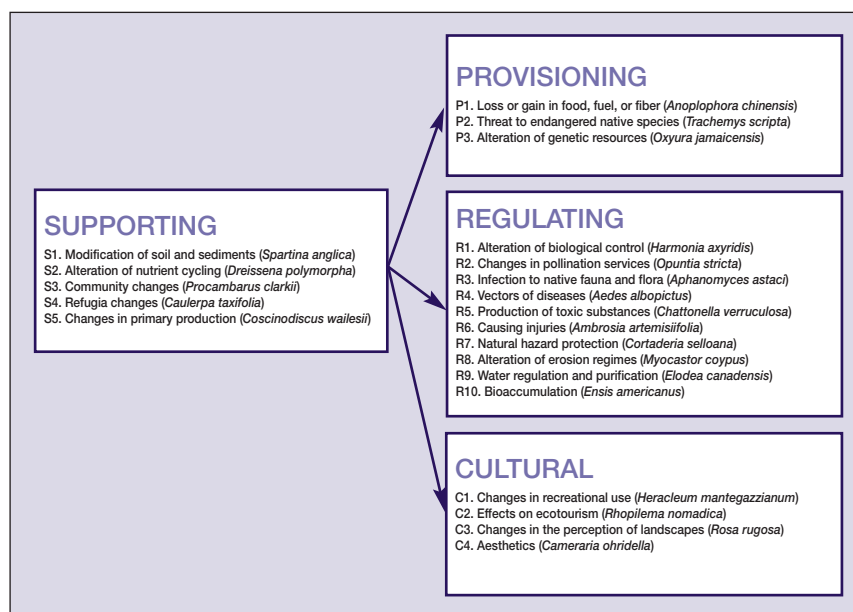 PROVISIONING
P1. Loss or gain in food, fuel, or fiber (Anoplophora chinensis)
P2. Threat to endangered native species (Trachemys scripta)
P3. Alteration of genetic resources (Oxyura jamaicensis)
SUPPORTING
S1. Modification of soil and sediments (Spartina anglica)
S2. Alteration of nutrient cycling (Dreissena polymorpha)
S3. Community changes (Procambarus clarkii)
S4. Refugia changes (Caulerpa taxifolia)
S5. Changes in primary production (Coscinodiscus wailesii)
REGULATING
R1. Alteration of biological control (Harmonia axyridis)
R2. Changes in pollination services (Opuntia stricta)
R3. Infection to native fauna and flora (Aphanomyces astaci)
R4. Vectors of diseases (Aedes albopictus)
R5. Production of toxic substances (Chattonella verruculosa)
R6. Causing injuries (Ambrosia artemisiifolia)
R7. Natural hazard protection (Cortaderia selloana)
R8. Alteration of erosion regimes (Myocastor coypus)
R9. Water regulation and purification (Elodea canadensis)
R10. Bioaccumulation (Ensis americanus)
CULTURAL
C1. Changes in recreational use (Heracleum mantegazzianum)
C2. Effects on ecotourism (Rhopilema nomadica)
C3. Changes in the perception of landscapes (Rosa rugosa)
C4. Aesthetics (Cameraria ohridella)